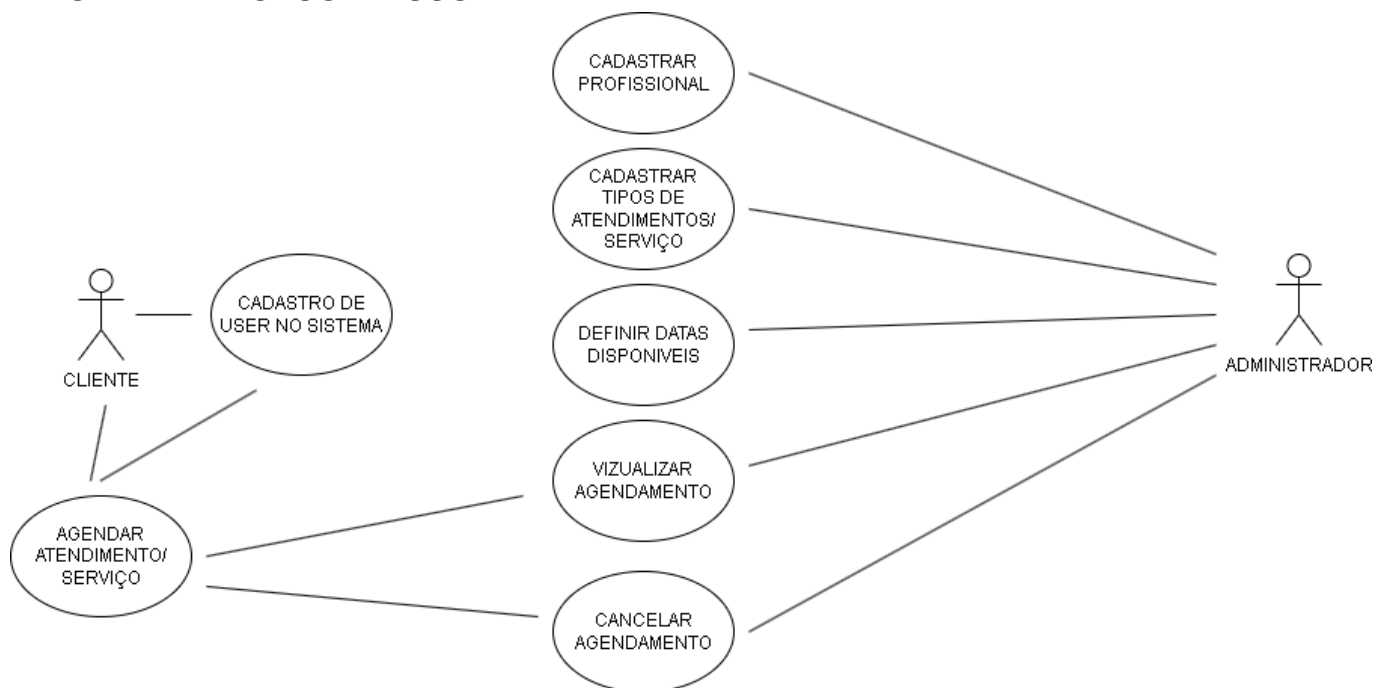 CADASTRAR
PROFISSIONAL
CADASTRAR
TIPOS DE
ATENDIMENTOS/
SERVIÇO
CADASTRO DE
USER NO SISTEMA
CLIENTE
DEFINIR DATAS
DISPONIVEIS
ADMINISTRADOR
VIZUALIZAR
AGENDAMENTO
AGENDAR
ATENDIMENTO/
SERVIÇO
CANCELAR
AGENDAMENTO